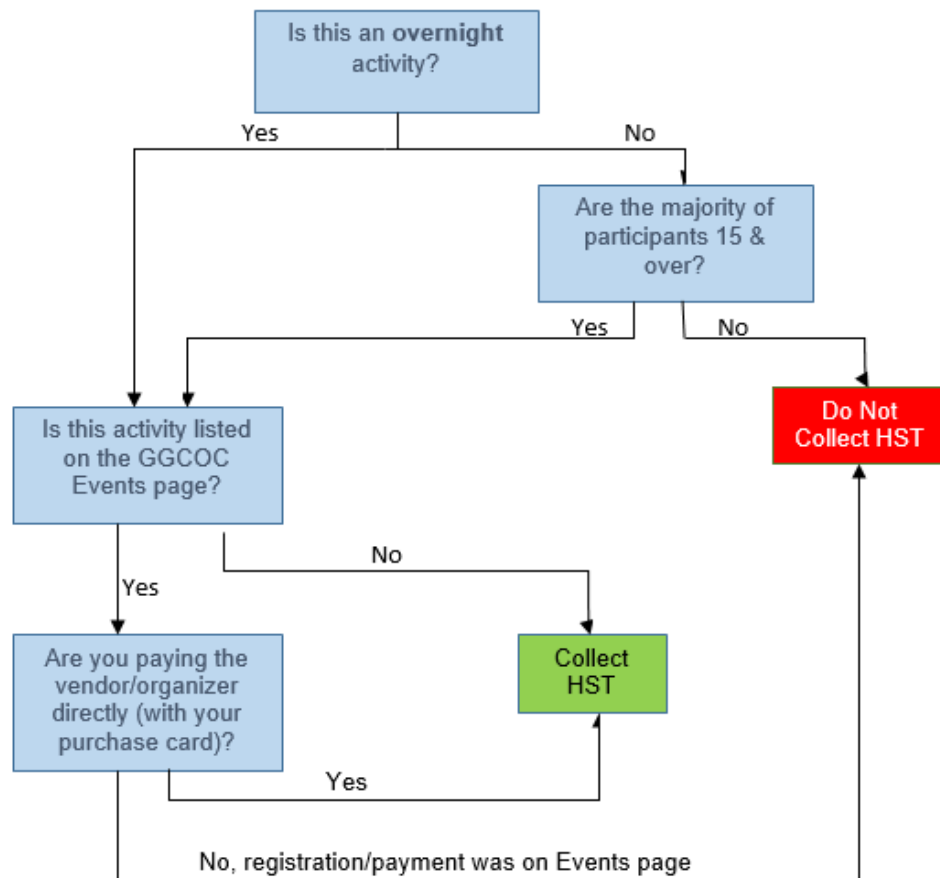 Is this an overnight
activity?
Yes
No
Are the majority of
participants 15 &
over?
Yes
No
Is this activity listed
on the GGCOC
Events page?
Do Not
Collect HST
No
Yes
Are you paying the
vendor/organizer
directly (with your
purchase card)?
Collect
HST
Yes
No, registration/payment was on Events page